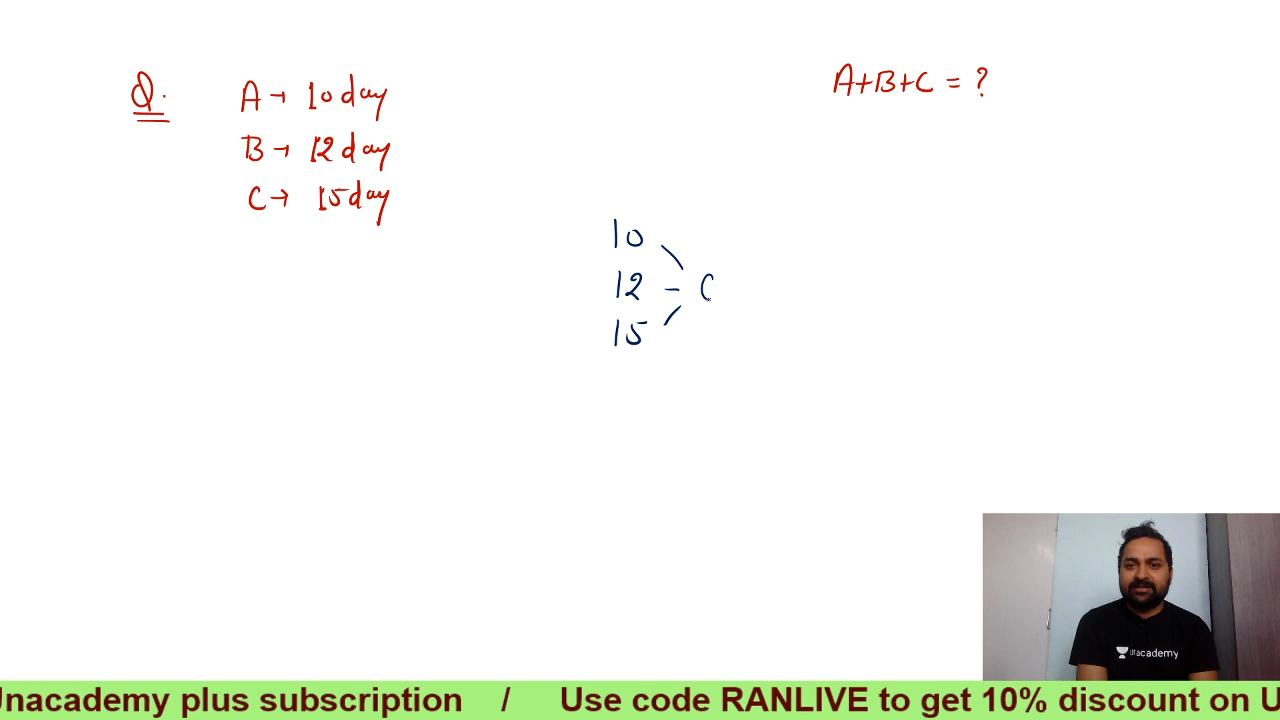 Q.
A → 10 day
B → 12 day
C → 15 day
A+B+C = ?
10
12 - 6
15
unacademy
Unacademy plus subscription / Use code RANLIVE to get 10% discount on U